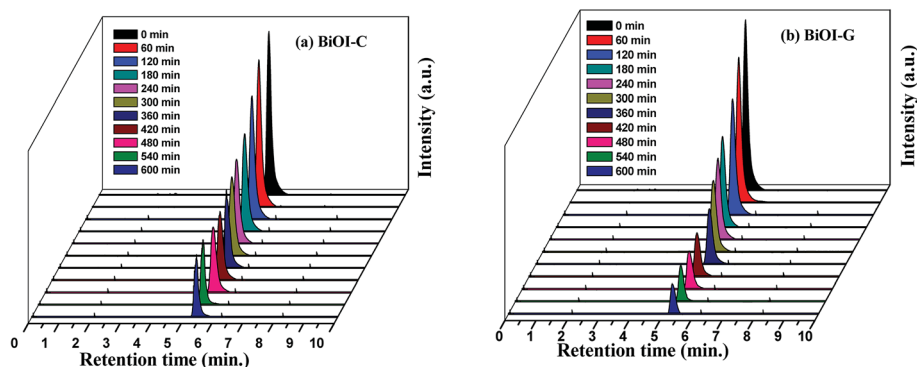 (a) BiOI-C
0 min
60 min
120 min
180 min
240 min
300 min
360 min
420 min
480 min
540 min
600 min
Intensity (a.u.)
0 1 2 3 4 5 6 7 8 9 10
Retention time (min.)
(b) BiOI-G
0 min
60 min
120 min
180 min
240 min
300 min
360 min
420 min
480 min
540 min
600 min
Intensity (a.u.)
0 1 2 3 4 5 6 7 8 9 10
Retention time (min.)